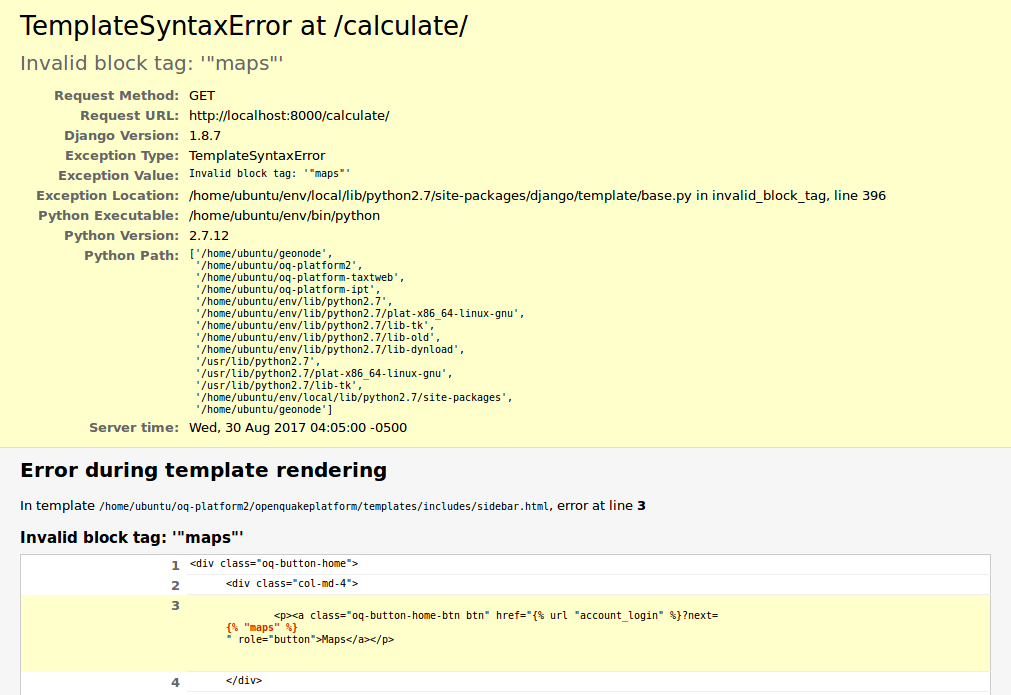 TemplateSyntaxError at /calculate/
Invalid block tag: '"maps"'
Request Method: GET
Request URL: http://localhost:8000/calculate/
Django Version: 1.8.7
Exception Type: TemplateSyntaxError
Exception Value: Invalid block tag: '"maps"'
Exception Location: /home/ubuntu/env/local/lib/python2.7/site-packages/django/template/base.py in invalid_block_tag, line 396
Python Executable: /home/ubuntu/env/bin/python
Python Version: 2.7.12
Python Path: ['/home/ubuntu/geonode',
'/home/ubuntu/oq-platform2',
'/home/ubuntu/oq-platform-taxtweb',
'/home/ubuntu/oq-platform-ipt',
'/home/ubuntu/env/lib/python2.7',
'/home/ubuntu/env/lib/python2.7/plat-x86_64-linux-gnu',
'/home/ubuntu/env/lib/python2.7/lib-tk',
'/home/ubuntu/env/lib/python2.7/lib-old',
'/home/ubuntu/env/lib/python2.7/lib-dynload',
'/usr/lib/python2.7',
'/usr/lib/python2.7/plat-x86_64-linux-gnu',
'/usr/lib/python2.7/lib-tk',
'/home/ubuntu/env/local/lib/python2.7/site-packages',
'/home/ubuntu/geonode']
Server time: Wed, 30 Aug 2017 04:05:00 -0500
Error during template rendering
In template /home/ubuntu/oq-platform2/openquakeplatform/templates/includes/sidebar.html, error at line 3
Invalid block tag: '"maps"'
1 <div class="oq-button-home">
2 <div class="col-md-4">
3
<p><a class="oq-button-home-btn btn" href="{% url "account_login" %}?next=
{% "maps" %}
" role="button">Maps</a></p>
4 </div>